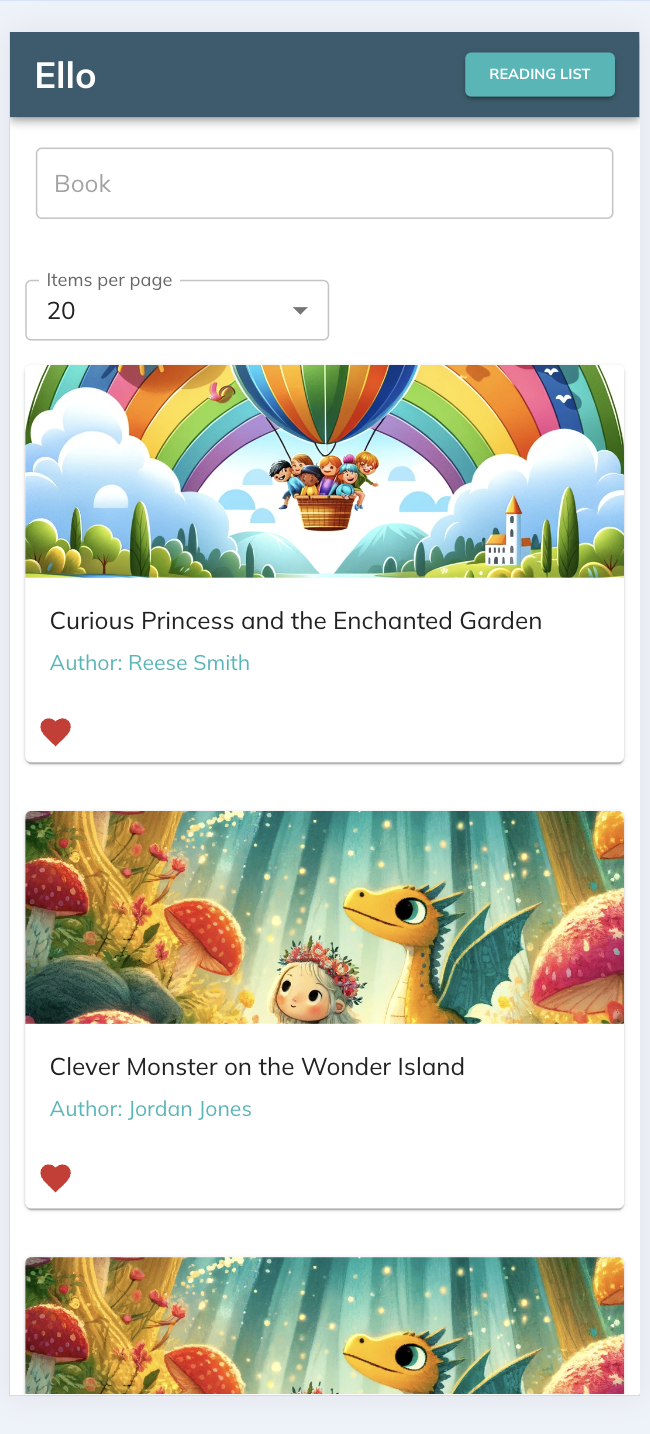 Ello
READING LIST
Book
Items per page
20
Curious Princess and the Enchanted Garden
Author: Reese Smith
Clever Monster on the Wonder Island
Author: Jordan Jones